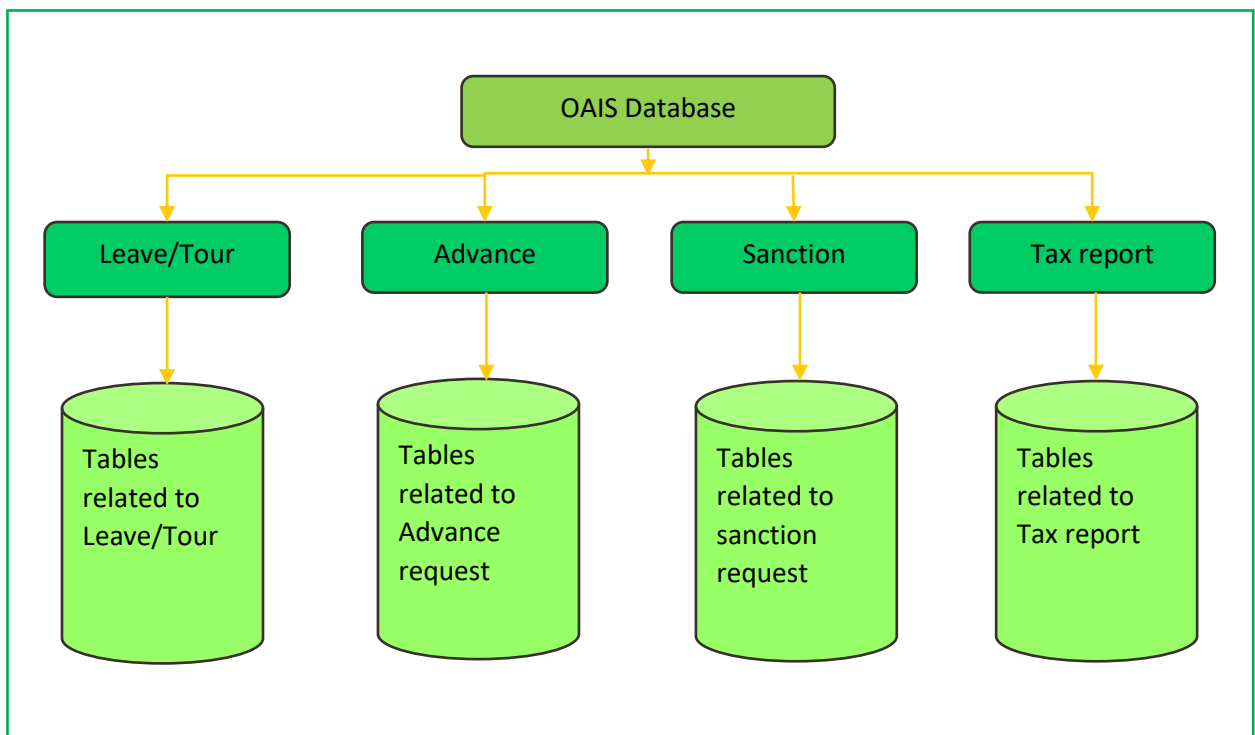 OAIS Database
Leave/Tour
Advance
Sanction
Tax report
Tables
related to
Leave/Tour
Tables
related to
Advance
request
Tables
related to
sanction
request
Tables
related to
Tax report